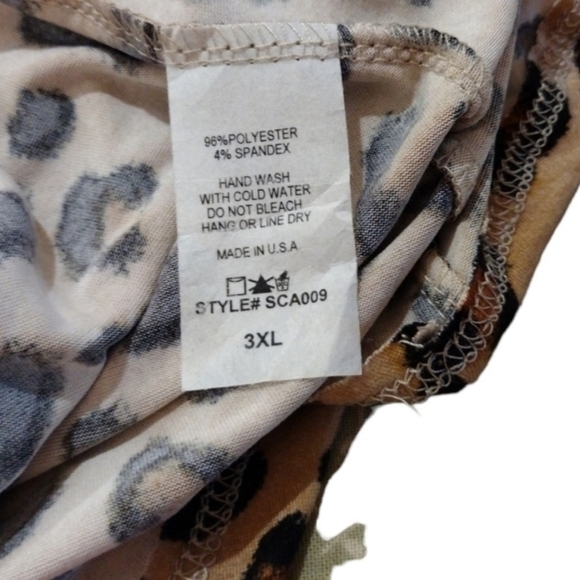 96%POLYESTER
4% SPANDEX
HAND WASH
WITH COLD WATER
DO NOT BLEACH
HANG OR LINE DRY
MADE IN U.S.A
STYLE# SCA009
3XL